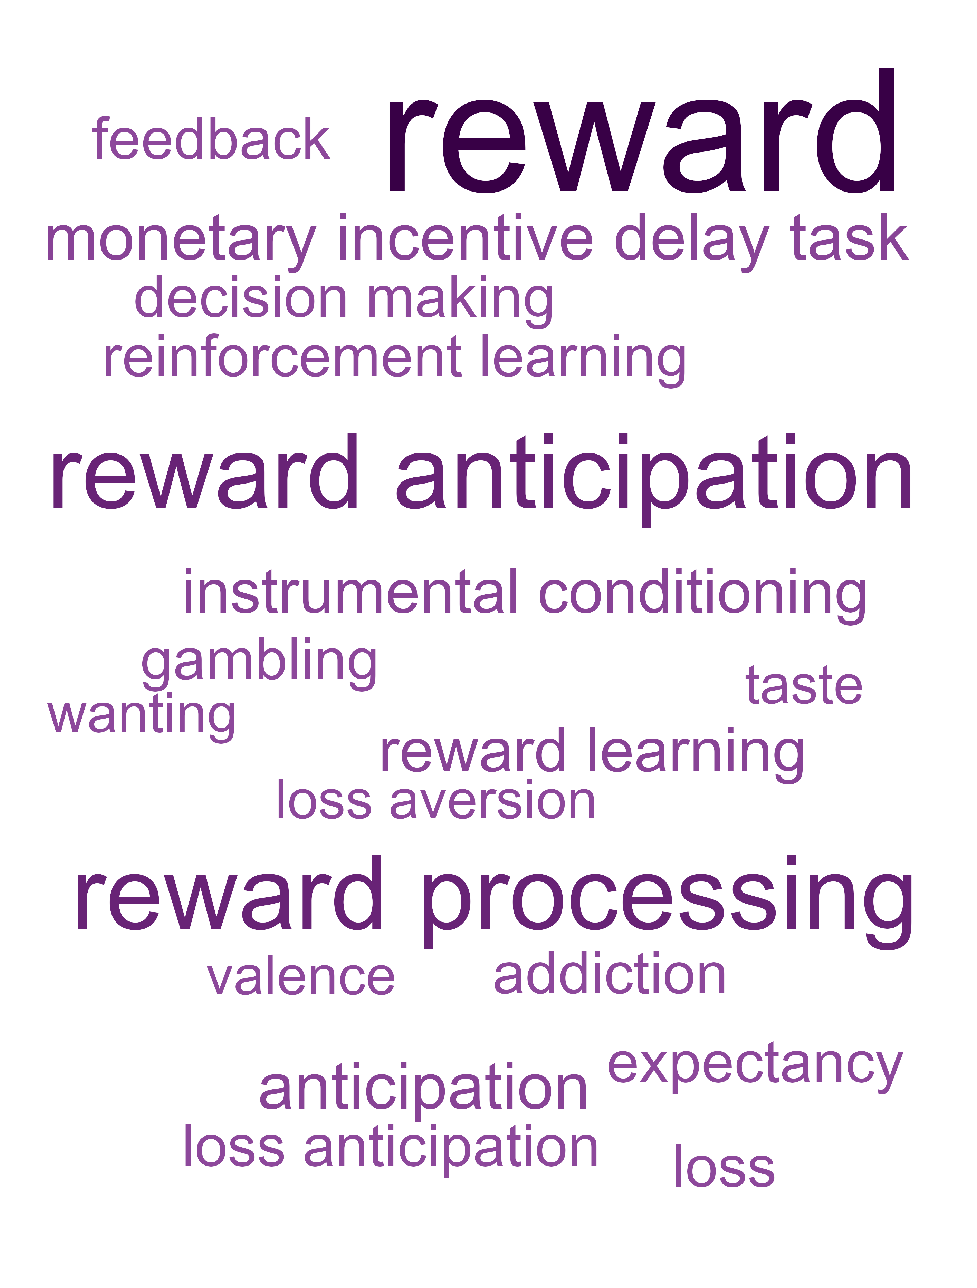 feedback
reward
monetary incentive delay task
decision making
reinforcement learning
reward anticipation
instrumental conditioning
gambling
taste
wanting
reward learning
loss aversion
reward processing
valence
addiction
expectancy
anticipation
loss anticipation
loss